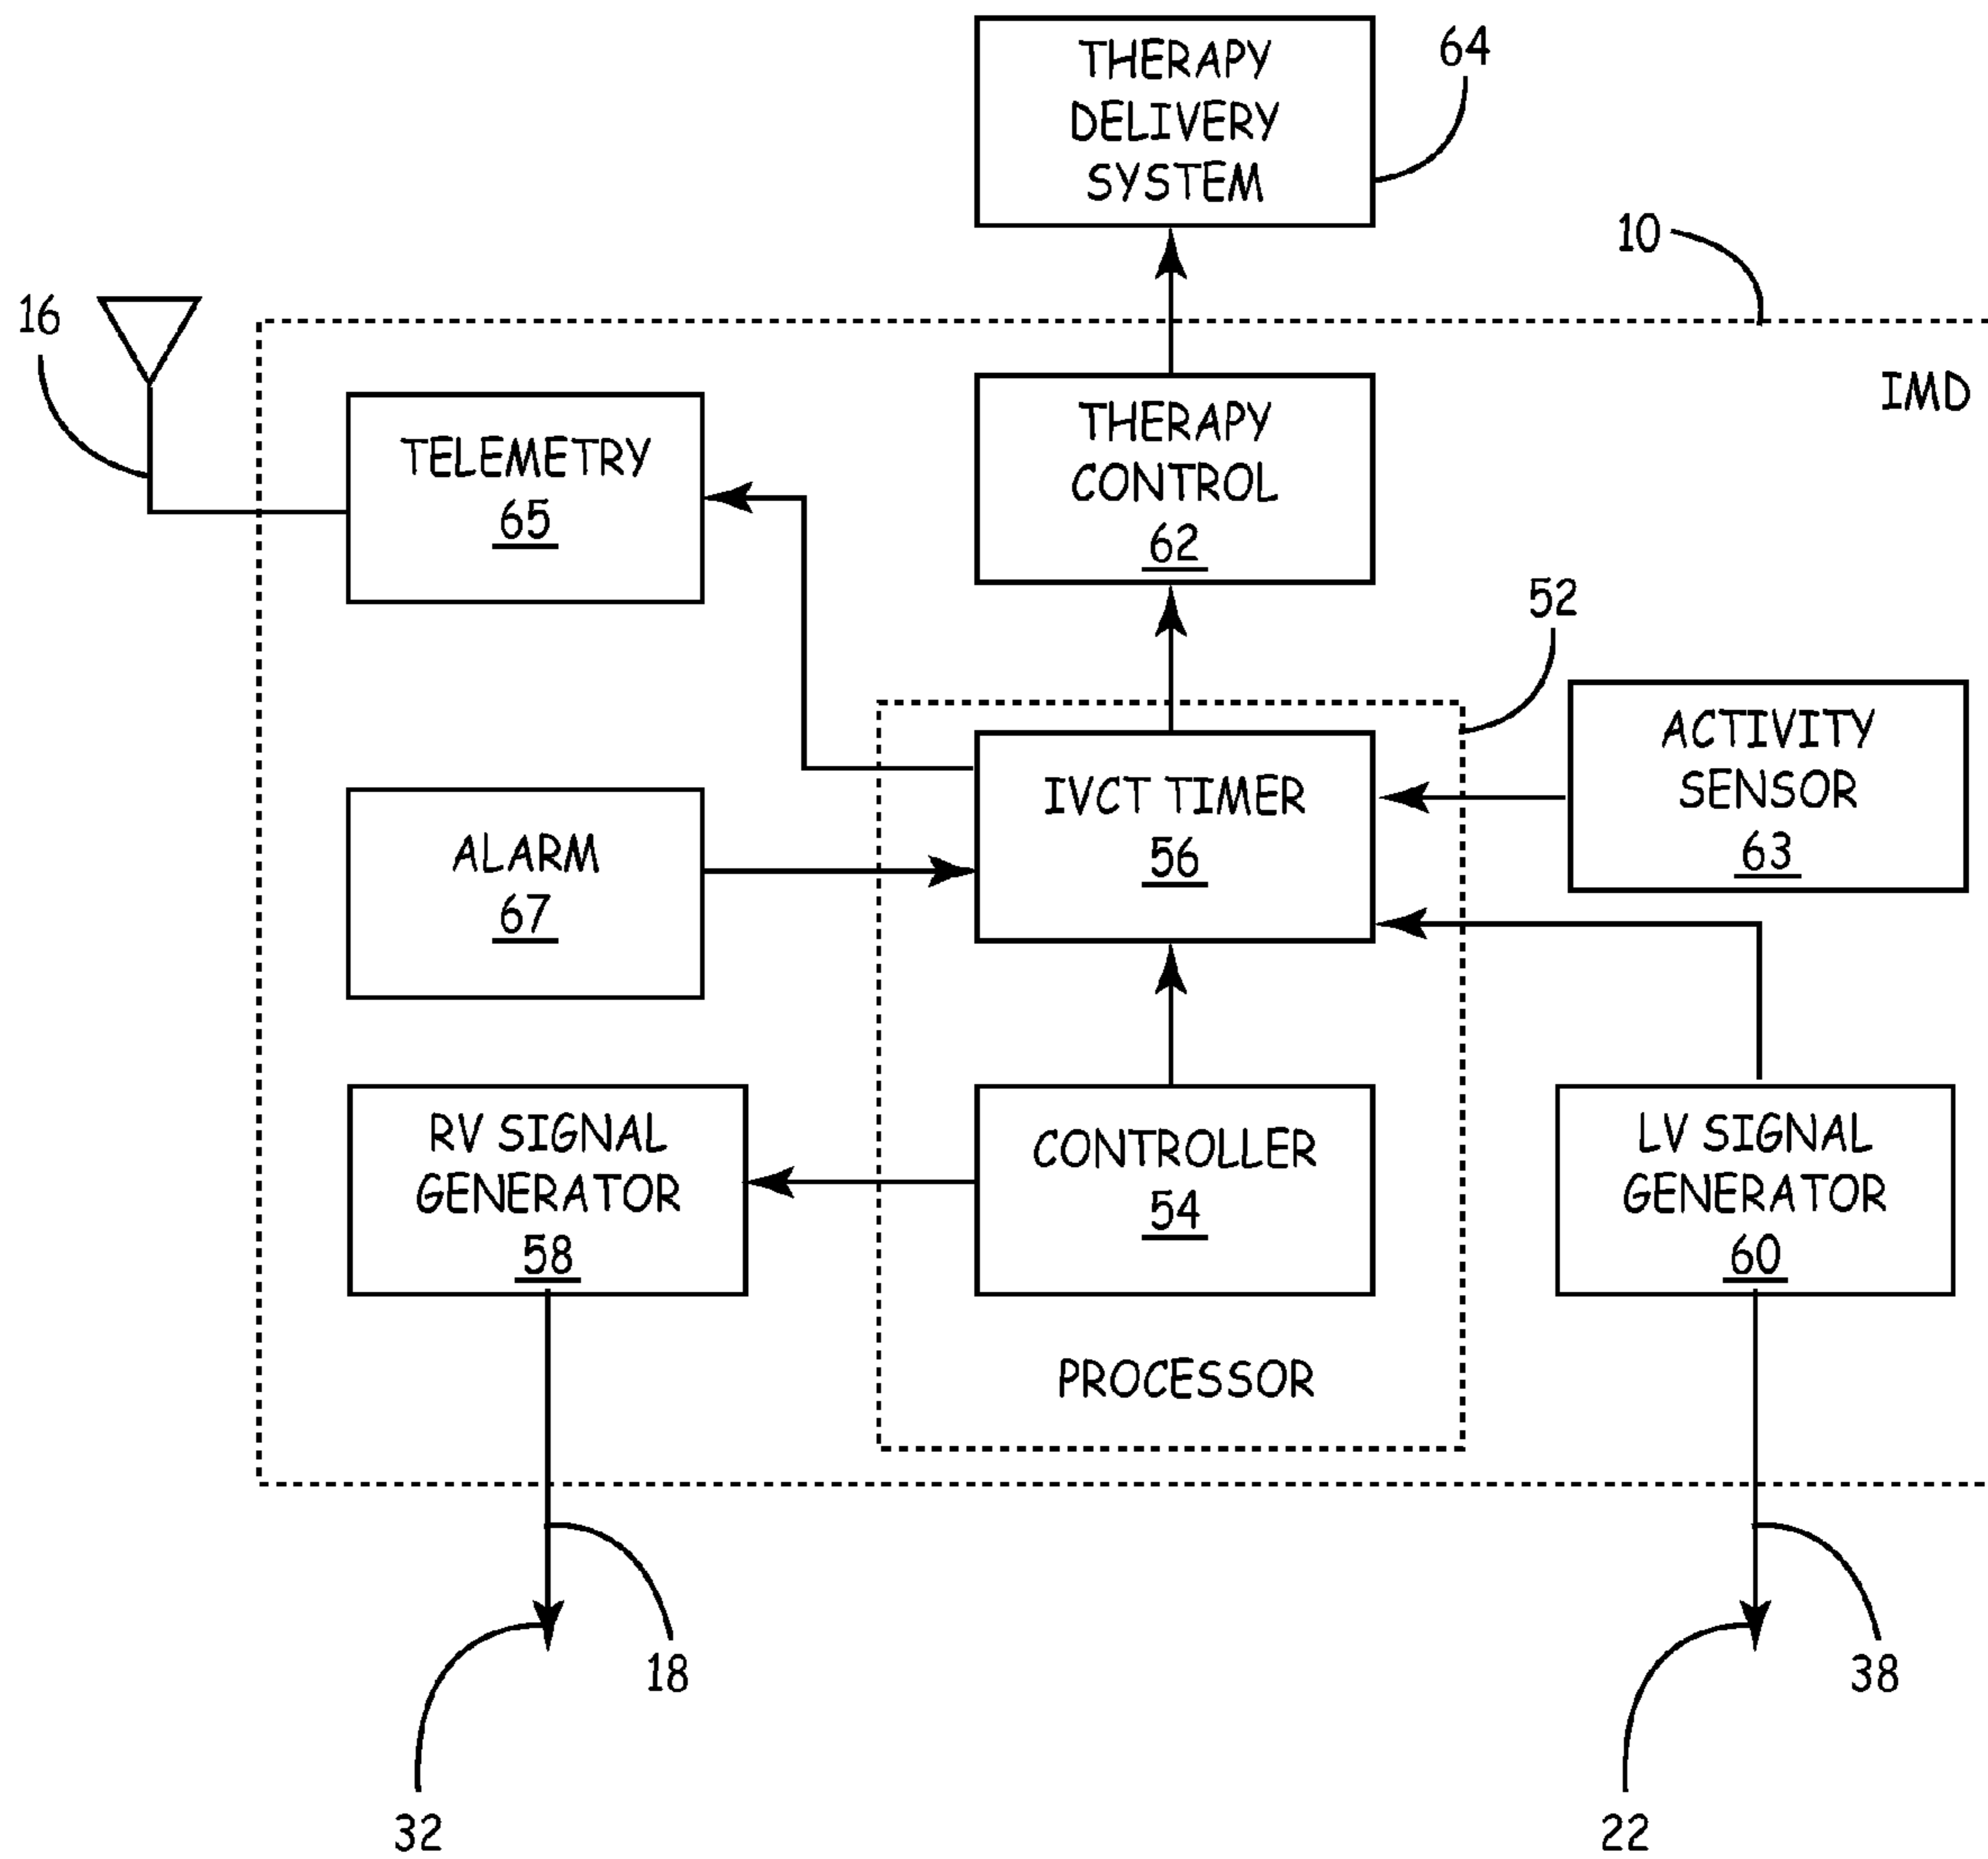 THERAPY
DELIVERY
SYSTEM
64
10
16
IMD
TELEMETRY
65
THERAPY
CONTROL
62
52
ACTIVITY
SENSOR
63
IVCT TIMER
56
ALARM
67
RV SIGNAL
GENERATOR
58
CONTROLLER
54
LV SIGNAL
GENERATOR
60
PROCESSOR
18
38
32
22